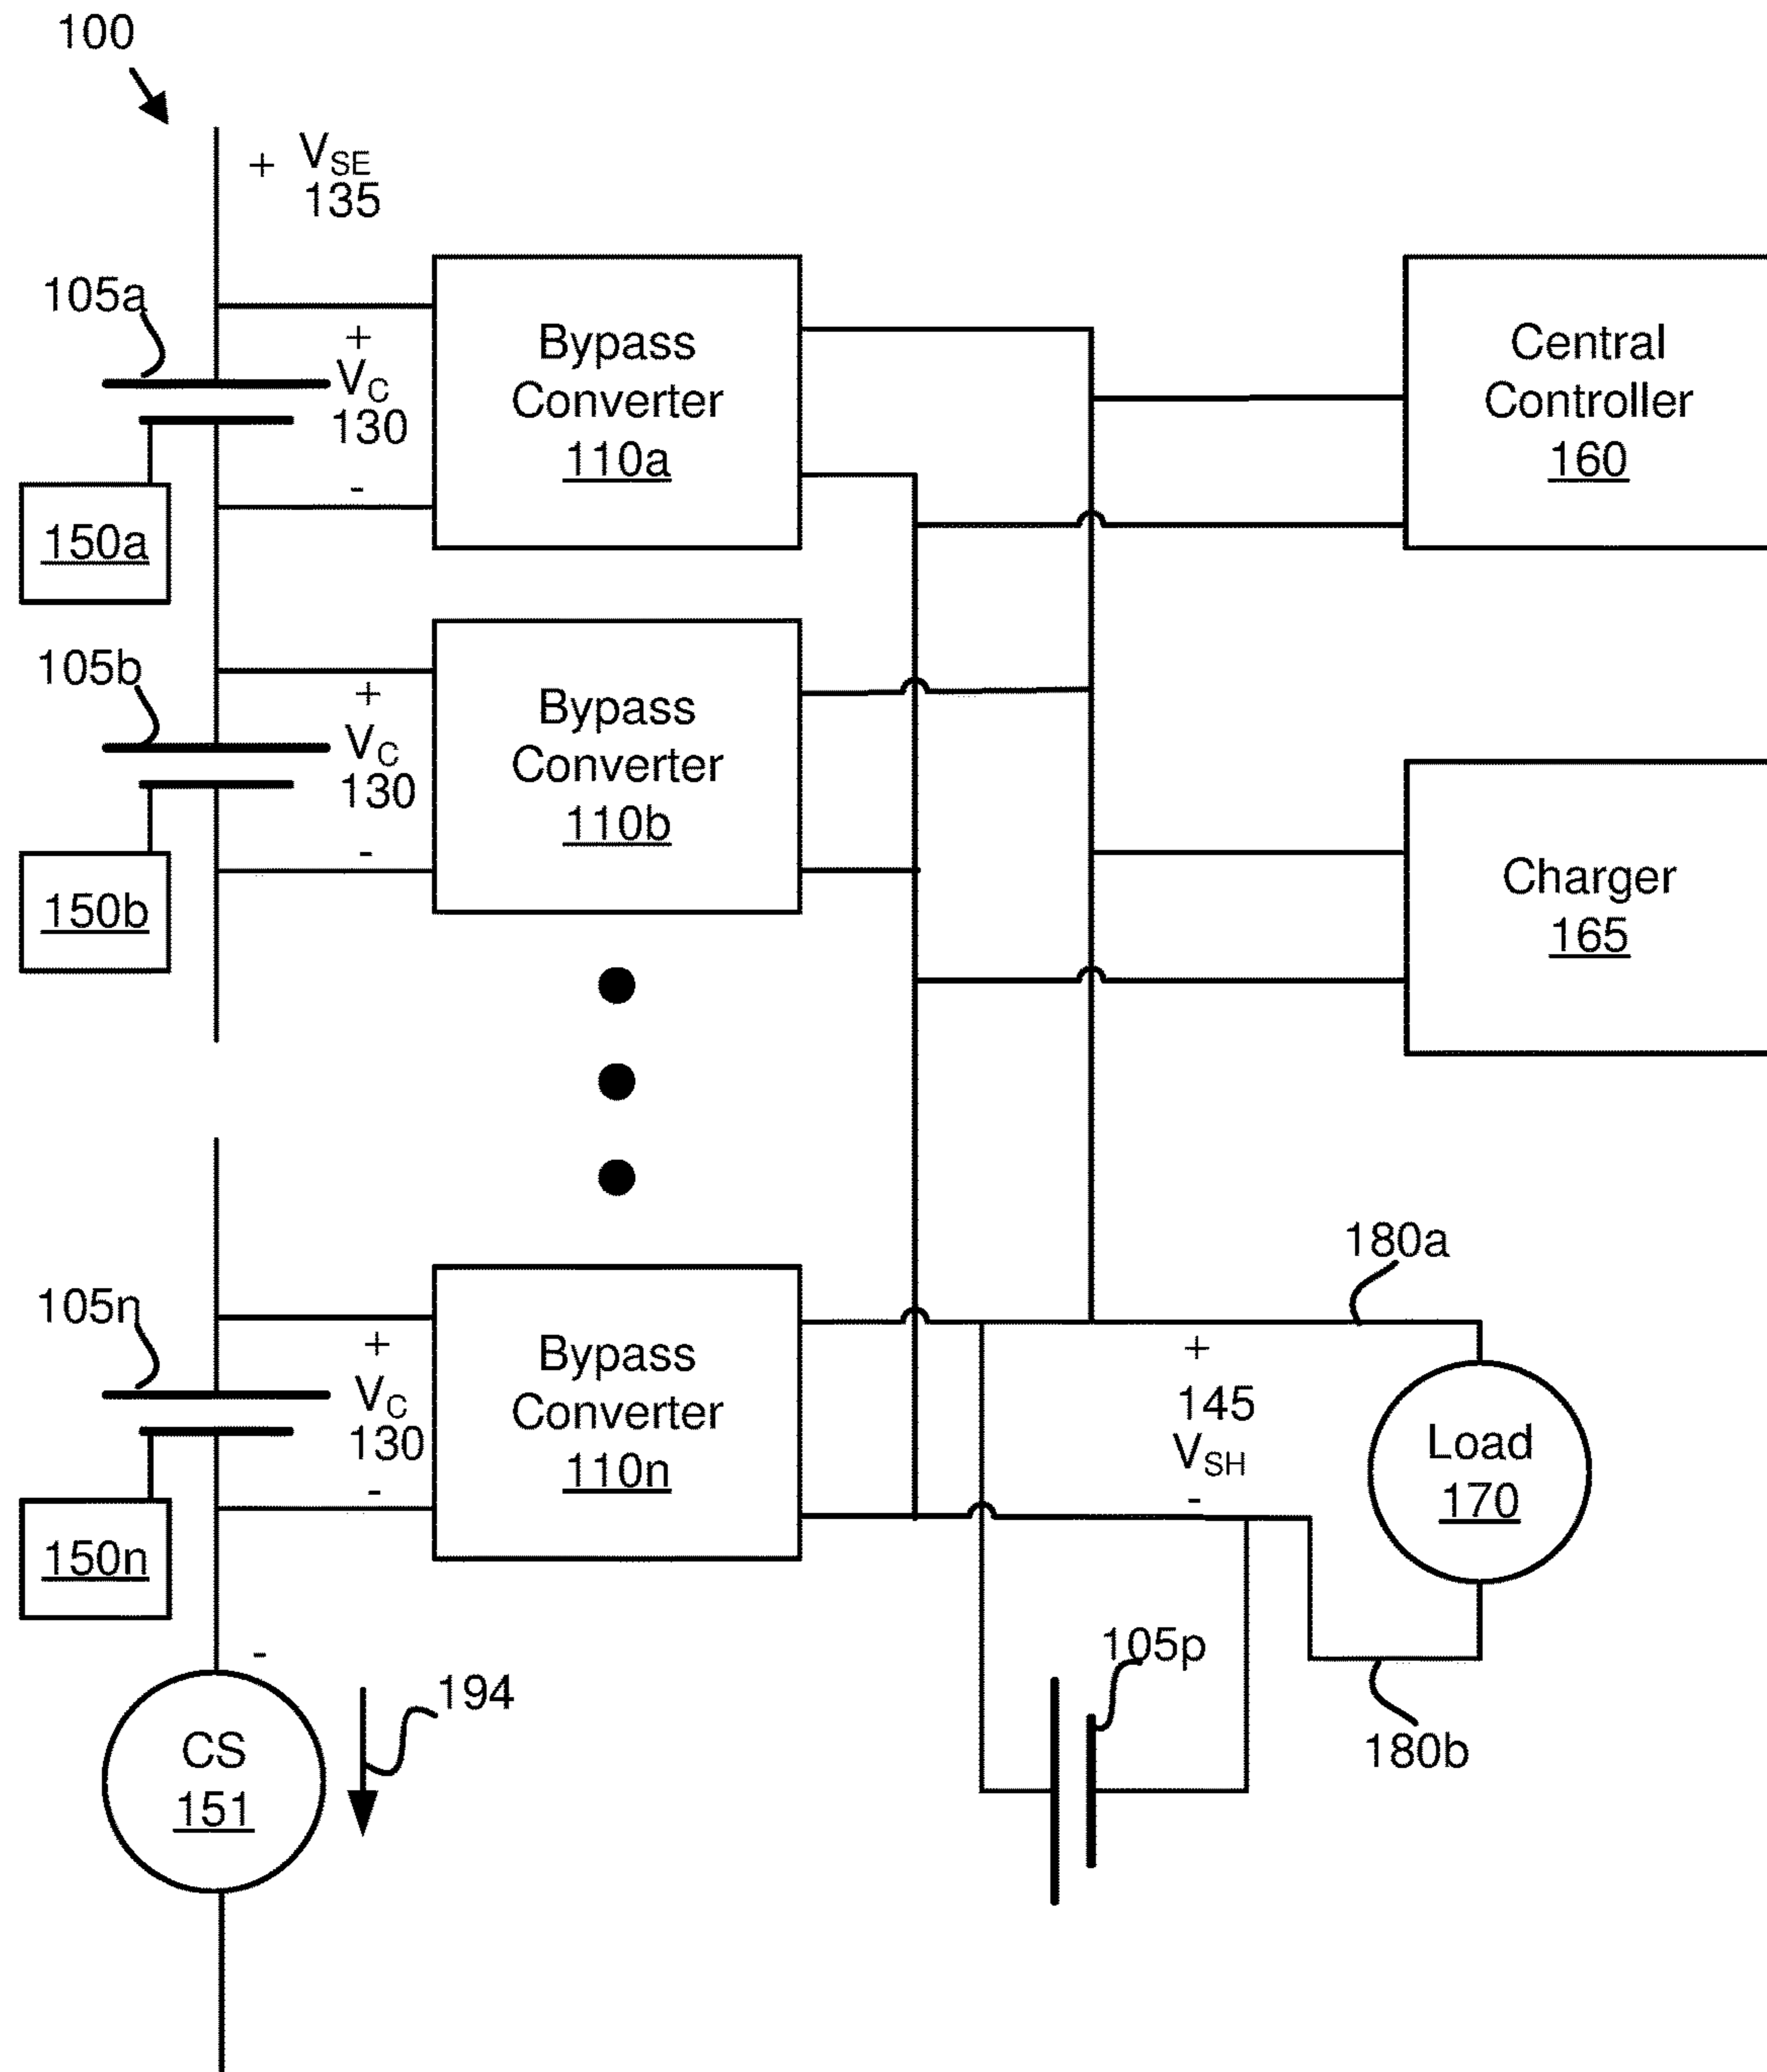 100
+ VSE
135
105a
+
VC
130
-
150a
Bypass
Converter
110a
Central
Controller
160
105b
+
VC
130
-
150b
Bypass
Converter
110b
Charger
165
105n
+
VC
130
-
150n
Bypass
Converter
110n
180a
+
145
VSH
-
Load
170
105p
180b
-
CS
151
194